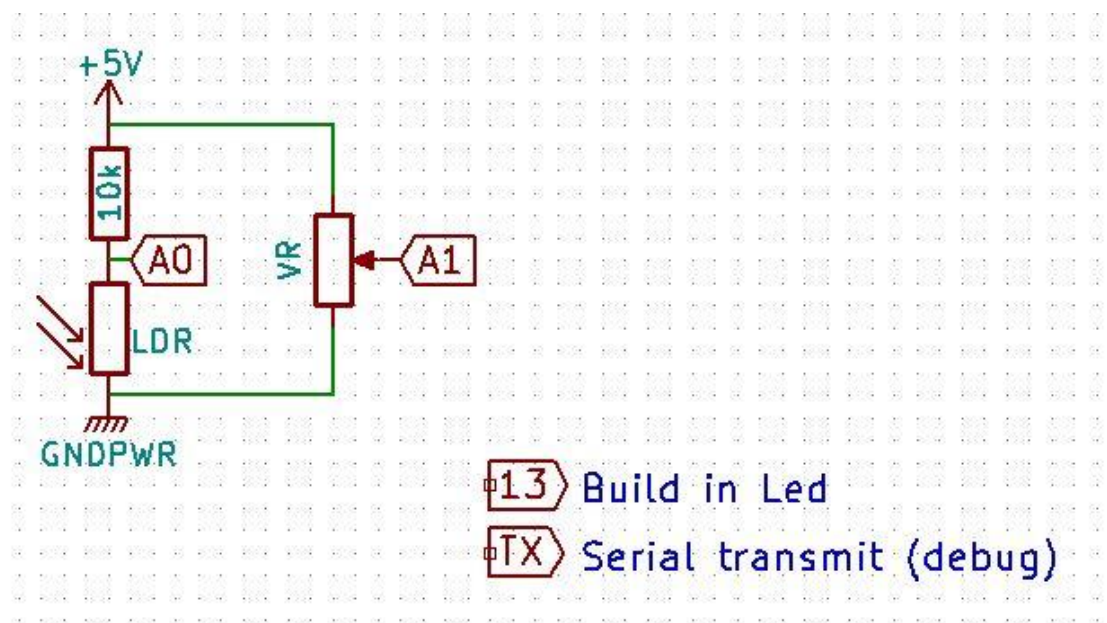 +5V
10k
A0
VR
A1
LDR
GNDPWR
13 Build in Led
TX Serial transmit (debug)